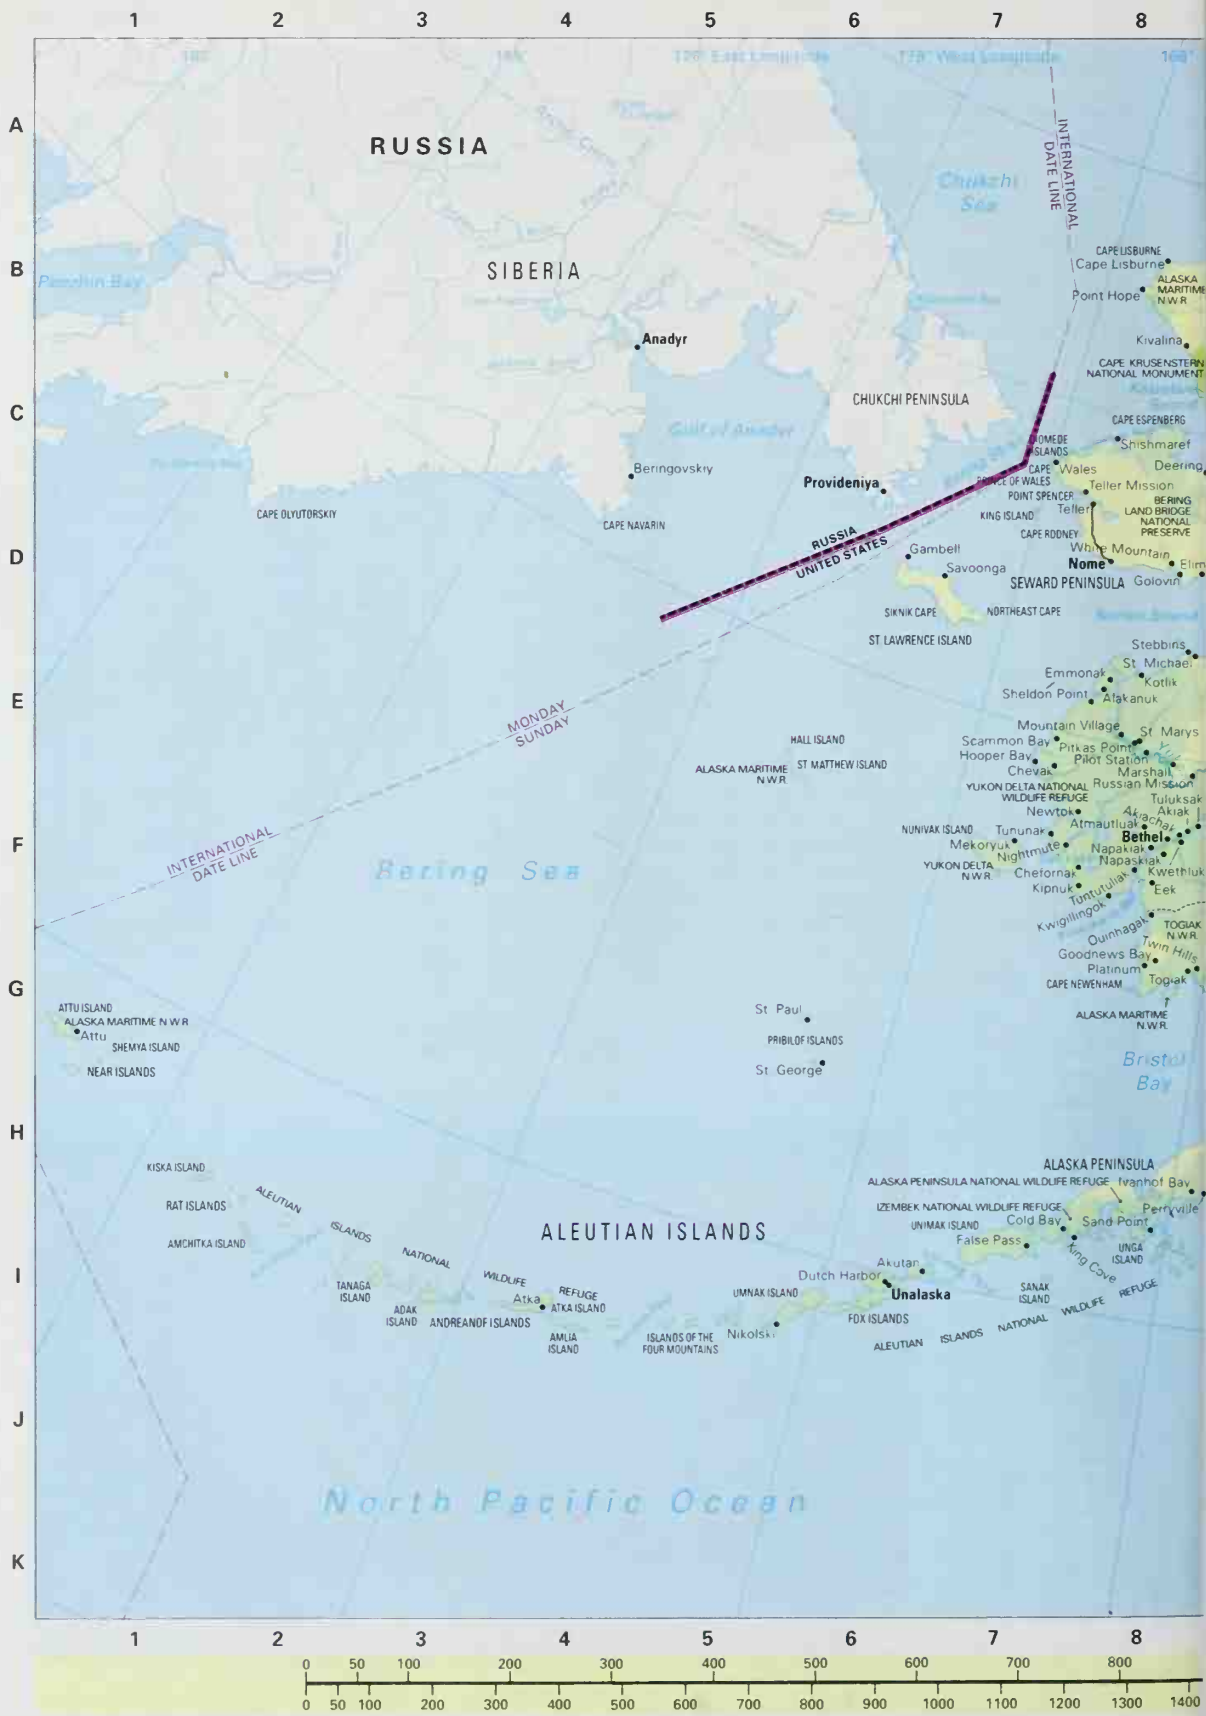 1 2 3 4 5 6 7 8
A
RUSSIA
INTERNATIONAL
DATE LINE
Chukchi
Sea
B
SIBERIA
CAPE LISBURNE
Cape Lisburne
Point Hope
ALASKA
MARITIME
N.W.R.
Anadyr
Kivalina
CAPE KRUSENSTERN
NATIONAL MONUMENT
C
CHUKCHI PENINSULA
CAPE ESPENBERG
Gulf of Anadyr
DIOMEDE
ISLANDS
Shishmaref
Beringovskiy
CAPE
PRINCE OF WALES
Wales
Deering
Provideniya
Teller Mission
POINT SPENCER
CAPE OLYUTORSKIY
CAPE NAVARIN
KING ISLAND
Teller
BERING
LAND BRIDGE
NATIONAL
PRESERVE
D
RUSSIA
UNITED STATES
CAPE RODNEY
Gambell
White Mountain
Nome
Elim
Savoonga
SEWARD PENINSULA
Golovin
SIKNIK CAPE
NORTHEAST CAPE
ST LAWRENCE ISLAND
Stebbins
St Michael
E
Emmonak
Kotlik
Sheldon Point
Alakanuk
MONDAY
SUNDAY
Mountain Village
St Marys
HALL ISLAND
Scammon Bay
Pitkas Point
Hooper Bay
Pilot Station
ALASKA MARITIME
N.W.R.
ST MATTHEW ISLAND
Chevak
Marshall
YUKON DELTA NATIONAL
WILDLIFE REFUGE
Russian Mission
Tuluksak
Newtok
Akiachak
Akiak
F
INTERNATIONAL
DATE LINE
Atmautluak
NUNIVAK ISLAND
Tununak
Bethel
Mekoryuk
Nightmute
Napakiak
Napaskiak
Bering Sea
YUKON DELTA
N.W.R.
Chefornak
Kwethluk
Kipnuk
Tuntutuliak
Eek
Kwigillingok
Quinhagak
TOGIAK
N.W.R.
Goodnews Bay
Twin Hills
Platinum
G
CAPE NEWENHAM
Togiak
ATTU ISLAND
ALASKA MARITIME N W R
Attu
SHEMYA ISLAND
NEAR ISLANDS
St Paul
PRIBILOF ISLANDS
St George
ALASKA MARITIME
N.W.R.
Bristol
Bay
H
KISKA ISLAND
ALASKA PENINSULA
ALASKA PENINSULA NATIONAL WILDLIFE REFUGE
Ivanhof Bay
RAT ISLANDS
ALEUTIAN ISLANDS NATIONAL WILDLIFE REFUGE
ALEUTIAN ISLANDS
IZEMBEK NATIONAL WILDLIFE REFUGE
Perryville
UNIMAK ISLAND
Cold Bay
Sand Point
AMCHITKA ISLAND
False Pass
King Cove
UNGA
ISLAND
I
Akutan
Dutch Harbor
Unalaska
TANAGA
ISLAND
UMNAK ISLAND
SANAK
ISLAND
ADAK
ISLAND
Atka
ATKA ISLAND
ANDREANOF ISLANDS
FOX ISLANDS
AMLIA
ISLAND
ISLANDS OF THE
FOUR MOUNTAINS
Nikolski
ALEUTIAN ISLANDS NATIONAL WILDLIFE REFUGE
J
North Pacific Ocean
K
1 2 3 4 5 6 7 8
0 50 100 200 300 400 500 600 700 800
0 50 100 200 300 400 500 600 700 800 900 1000 1100 1200 1300 1400